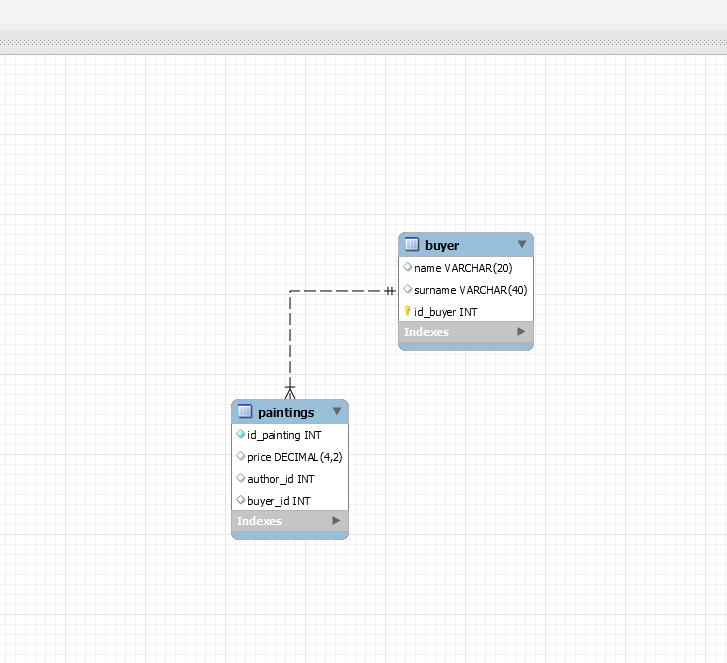 buyer
name VARCHAR(20)
surname VARCHAR(40)
id_buyer INT
Indexes
paintings
id_painting INT
price DECIMAL(4,2)
author_id INT
buyer_id INT
Indexes